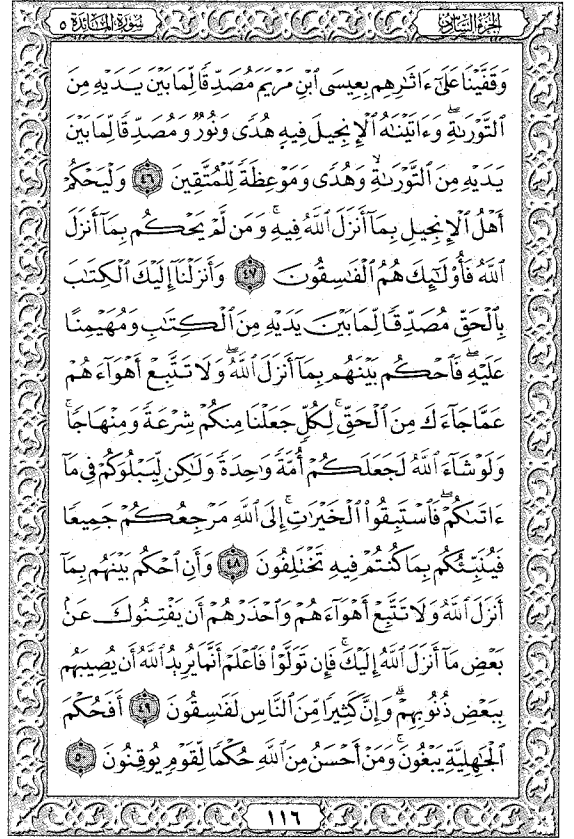 سُورَةُ المَائِدَة ٥
الجزء السادس
وَقَفَّيْنَا عَلَىٰٓ ءَاثَٰرِهِم بِعِيسَى ٱبْنِ مَرْيَمَ مُصَدِّقًا لِّمَا بَيْنَ يَدَيْهِ مِنَ
ٱلتَّوْرَىٰةِۖ وَءَاتَيْنَٰهُ ٱلْإِنجِيلَ فِيهِ هُدًى وَنُورٌ وَمُصَدِّقًا لِّمَا بَيْنَ
يَدَيْهِ مِنَ ٱلتَّوْرَىٰةِ وَهُدًى وَمَوْعِظَةً لِّلْمُتَّقِينَ ٤٦ وَلْيَحْكُمْ
أَهْلُ ٱلْإِنجِيلِ بِمَآ أَنزَلَ ٱللَّهُ فِيهِۚ وَمَن لَّمْ يَحْكُم بِمَآ أَنزَلَ
ٱللَّهُ فَأُو۟لَٰٓئِكَ هُمُ ٱلْفَٰسِقُونَ ٤٧ وَأَنزَلْنَآ إِلَيْكَ ٱلْكِتَٰبَ
بِٱلْحَقِّ مُصَدِّقًا لِّمَا بَيْنَ يَدَيْهِ مِنَ ٱلْكِتَٰبِ وَمُهَيْمِنًا
عَلَيْهِۖ فَٱحْكُم بَيْنَهُم بِمَآ أَنزَلَ ٱللَّهُۖ وَلَا تَتَّبِعْ أَهْوَآءَهُمْ
عَمَّا جَآءَكَ مِنَ ٱلْحَقِّۚ لِكُلٍّ جَعَلْنَا مِنكُمْ شِرْعَةً وَمِنْهَاجًاۚ
وَلَوْ شَآءَ ٱللَّهُ لَجَعَلَكُمْ أُمَّةً وَٰحِدَةً وَلَٰكِن لِّيَبْلُوَكُمْ فِى مَآ
ءَاتَىٰكُمْۖ فَٱسْتَبِقُوا۟ ٱلْخَيْرَٰتِۚ إِلَى ٱللَّهِ مَرْجِعُكُمْ جَمِيعًا
فَيُنَبِّئُكُم بِمَا كُنتُمْ فِيهِ تَخْتَلِفُونَ ٤٨ وَأَنِ ٱحْكُم بَيْنَهُم بِمَآ
أَنزَلَ ٱللَّهُ وَلَا تَتَّبِعْ أَهْوَآءَهُمْ وَٱحْذَرْهُمْ أَن يَفْتِنُوكَ عَنۢ
بَعْضِ مَآ أَنزَلَ ٱللَّهُ إِلَيْكَۖ فَإِن تَوَلَّوْا۟ فَٱعْلَمْ أَنَّمَا يُرِيدُ ٱللَّهُ أَن يُصِيبَهُم
بِبَعْضِ ذُنُوبِهِمْۗ وَإِنَّ كَثِيرًا مِّنَ ٱلنَّاسِ لَفَٰسِقُونَ ٤٩ أَفَحُكْمَ
ٱلْجَٰهِلِيَّةِ يَبْغُونَۚ وَمَنْ أَحْسَنُ مِنَ ٱللَّهِ حُكْمًا لِّقَوْمٍ يُوقِنُونَ ٥٠
١١٦